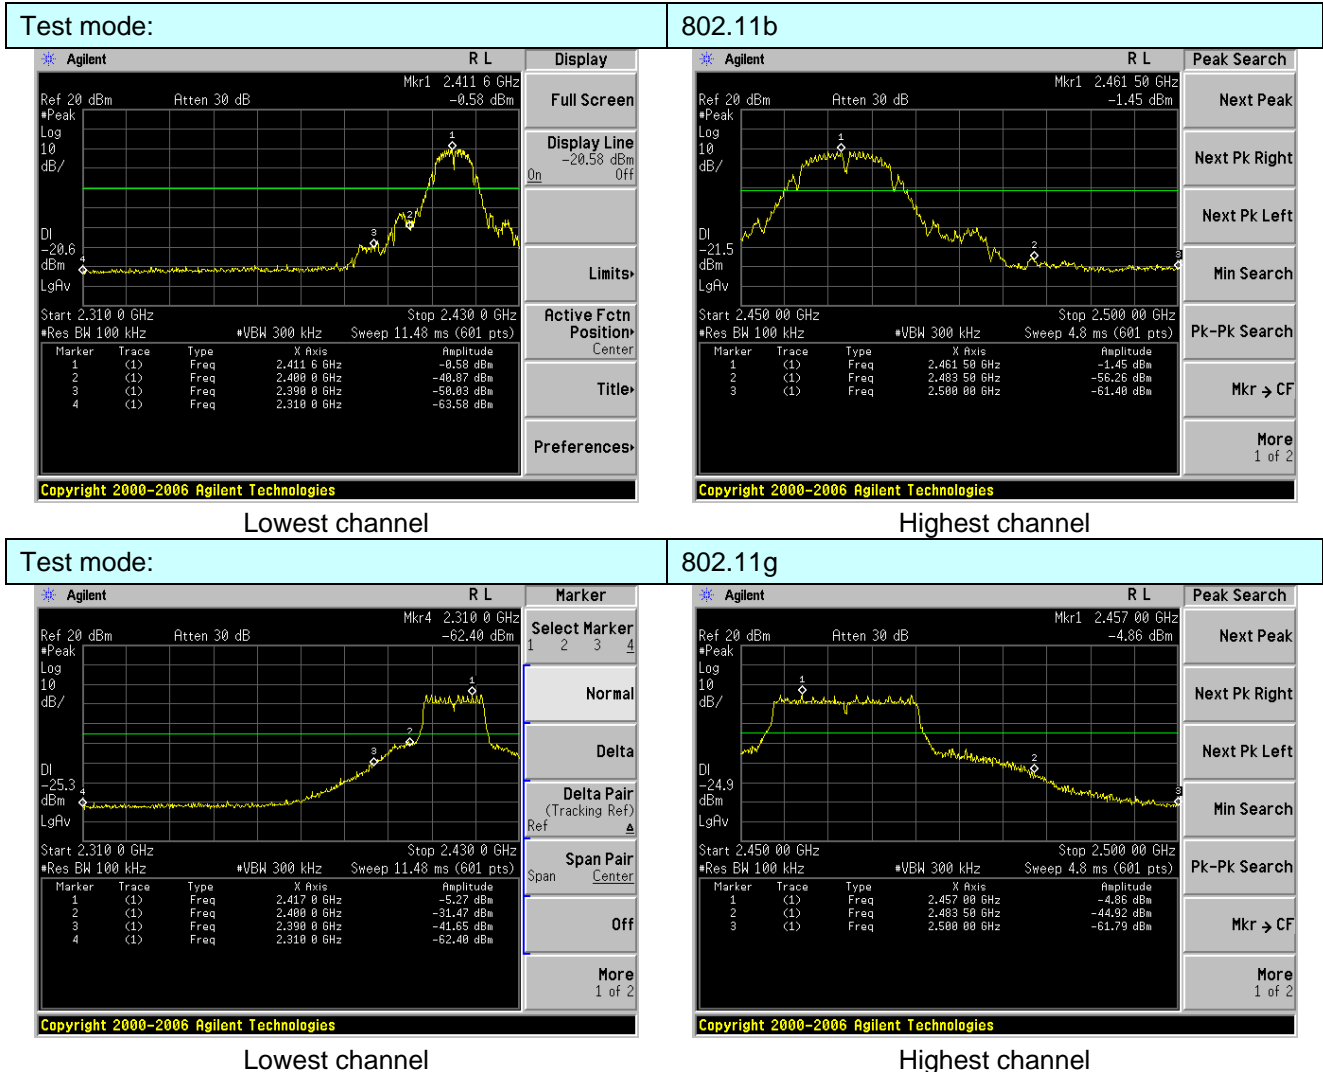 Test mode: 802.11b
Agilent R L Display
Mkr1 2.411 6 GHz
Ref 20 dBm Atten 30 dB -0.58 dBm
#Peak
Log
10
dB/
1
2
3
4
DI
-20.6
dBm
LgAv
Start 2.310 0 GHz Stop 2.430 0 GHz
#Res BW 100 kHz #VBW 300 kHz Sweep 11.48 ms (601 pts)
Marker Trace Type X Axis Amplitude
1 (1) Freq 2.411 6 GHz -0.58 dBm
2 (1) Freq 2.400 0 GHz -40.87 dBm
3 (1) Freq 2.390 0 GHz -50.03 dBm
4 (1) Freq 2.310 0 GHz -63.58 dBm
Full Screen
Display Line
-20.58 dBm
On Off
Limits
Active Fctn
Position
Center
Title
Preferences
Copyright 2000-2006 Agilent Technologies
Lowest channel
Agilent R L Peak Search
Mkr1 2.461 50 GHz
Ref 20 dBm Atten 30 dB -1.45 dBm
#Peak
Log
10
dB/
1
2
3
DI
-21.5
dBm
LgAv
Start 2.450 00 GHz Stop 2.500 00 GHz
#Res BW 100 kHz #VBW 300 kHz Sweep 4.8 ms (601 pts)
Marker Trace Type X Axis Amplitude
1 (1) Freq 2.461 50 GHz -1.45 dBm
2 (1) Freq 2.483 50 GHz -56.26 dBm
3 (1) Freq 2.500 00 GHz -61.40 dBm
Next Peak
Next Pk Right
Next Pk Left
Min Search
Pk-Pk Search
Mkr → CF
More
1 of 2
Copyright 2000-2006 Agilent Technologies
Highest channel
Test mode: 802.11g
Agilent R L Marker
Mkr4 2.310 0 GHz
Ref 20 dBm Atten 30 dB -62.40 dBm
#Peak
Log
10
dB/
1
2
3
4
DI
-25.3
dBm
LgAv
Start 2.310 0 GHz Stop 2.430 0 GHz
#Res BW 100 kHz #VBW 300 kHz Sweep 11.48 ms (601 pts)
Marker Trace Type X Axis Amplitude
1 (1) Freq 2.417 0 GHz -5.27 dBm
2 (1) Freq 2.400 0 GHz -31.47 dBm
3 (1) Freq 2.390 0 GHz -41.65 dBm
4 (1) Freq 2.310 0 GHz -62.40 dBm
Select Marker
1 2 3 4
Normal
Delta
Delta Pair
(Tracking Ref)
Ref Δ
Span Pair
Span Center
Off
More
1 of 2
Copyright 2000-2006 Agilent Technologies
Lowest channel
Agilent R L Peak Search
Mkr1 2.457 00 GHz
Ref 20 dBm Atten 30 dB -4.86 dBm
#Peak
Log
10
dB/
1
2
3
DI
-24.9
dBm
LgAv
Start 2.450 00 GHz Stop 2.500 00 GHz
#Res BW 100 kHz #VBW 300 kHz Sweep 4.8 ms (601 pts)
Marker Trace Type X Axis Amplitude
1 (1) Freq 2.457 00 GHz -4.86 dBm
2 (1) Freq 2.483 50 GHz -44.92 dBm
3 (1) Freq 2.500 00 GHz -61.79 dBm
Next Peak
Next Pk Right
Next Pk Left
Min Search
Pk-Pk Search
Mkr → CF
More
1 of 2
Copyright 2000-2006 Agilent Technologies
Highest channel